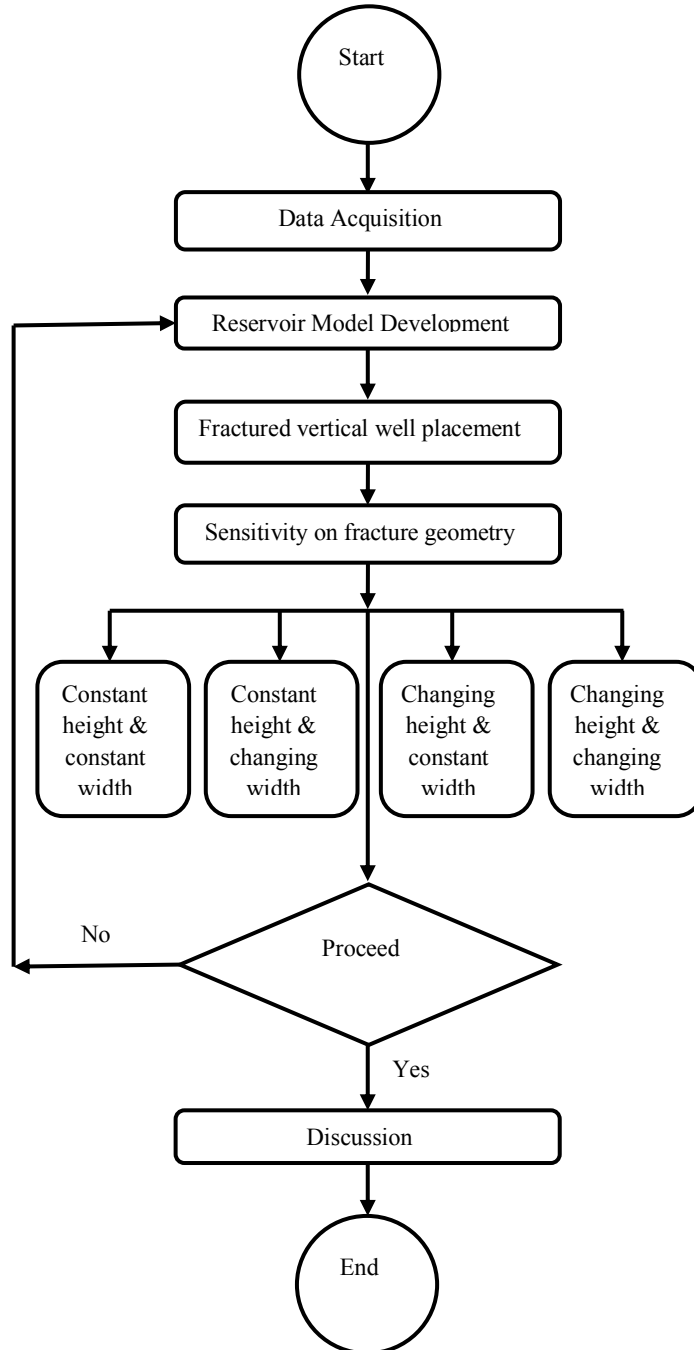 Start
Data Acquisition
Reservoir Model Development
Fractured vertical well placement
Sensitivity on fracture geometry
Constant
height &
constant
width
Constant
height &
changing
width
Changing
height &
constant
width
Changing
height &
changing
width
No
Proceed
Yes
Discussion
End